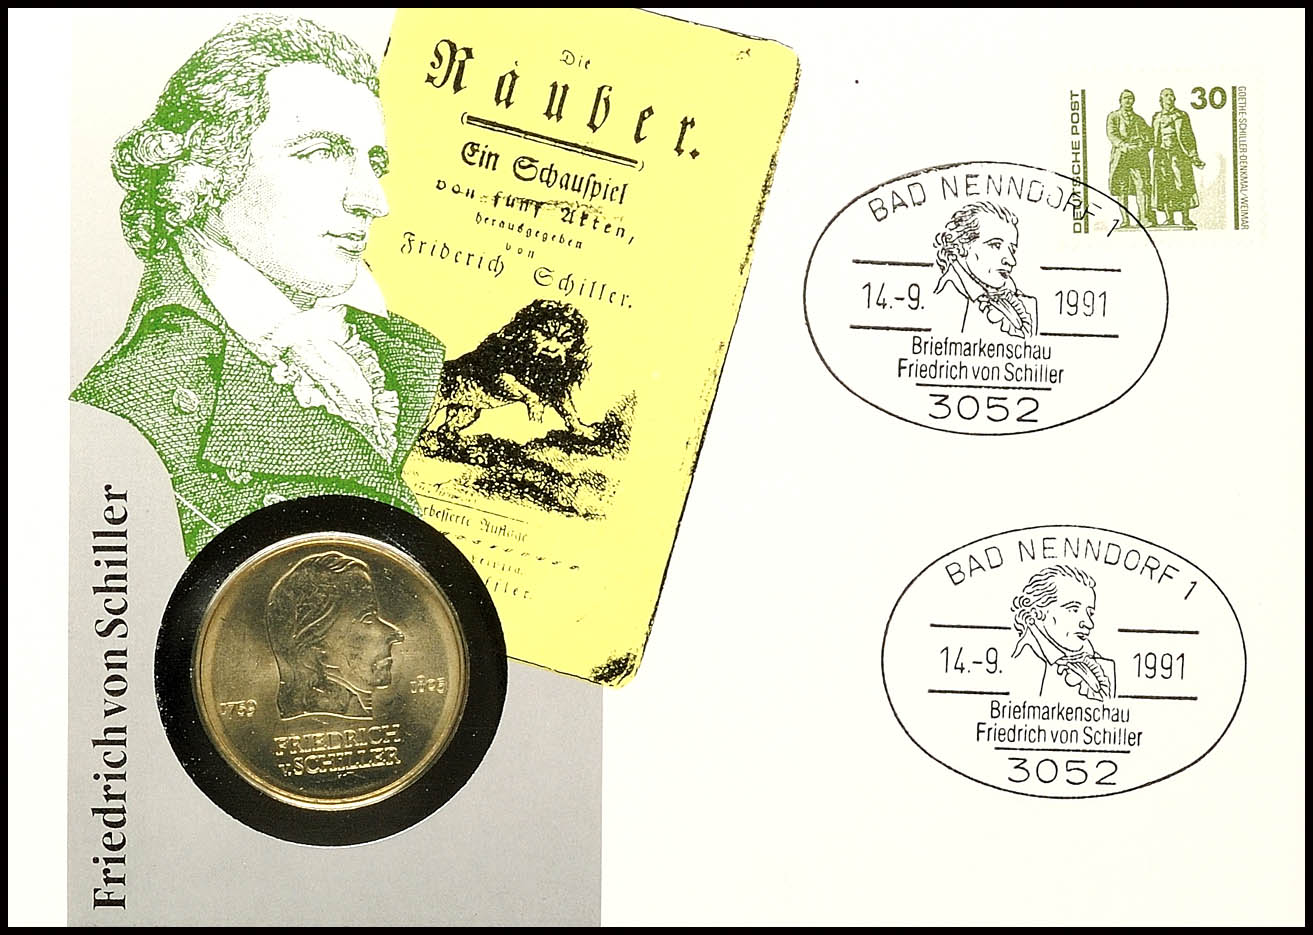 Friedrich von Schiller
Die
Räuber.
Ein Schauſpiel
von fünf Akten,
herausgegeben
von
Friderich Schiller.
Auflage
1759
1805
FRIEDRICH
v. SCHILLER
DEUTSCHE POST
30
GOETHE-SCHILLER-DENKMAL/WEIMAR
BAD NENNDORF 1
14.-9. 1991
Briefmarkenschau
Friedrich von Schiller
3052
BAD NENNDORF 1
14.-9. 1991
Briefmarkenschau
Friedrich von Schiller
3052